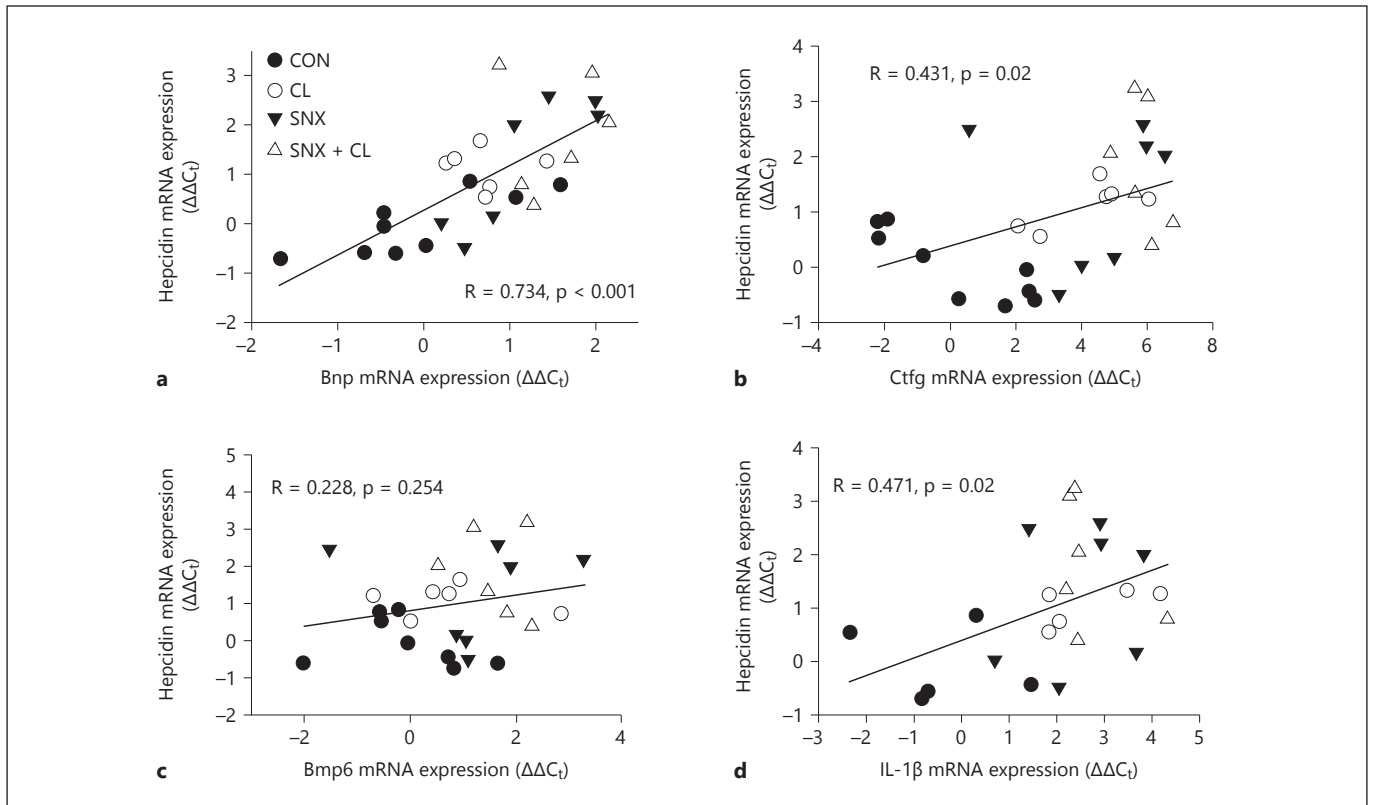 Hepcidin mRNA expression
(ΔΔCt)
3
2
1
0
–1
–2
CON
CL
SNX
SNX + CL
R = 0.734, p < 0.001
–2
–1
0
1
2
a
Bnp mRNA expression (ΔΔCt)
Hepcidin mRNA expression
(ΔΔCt)
4
3
2
1
0
–1
R = 0.431, p = 0.02
–4
–2
0
2
4
6
8
b
Ctfg mRNA expression (ΔΔCt)
Hepcidin mRNA expression
(ΔΔCt)
5
4
3
2
1
0
–1
–2
R = 0.228, p = 0.254
–2
0
2
4
c
Bmp6 mRNA expression (ΔΔCt)
Hepcidin mRNA expression
(ΔΔCt)
4
3
2
1
0
–1
R = 0.471, p = 0.02
–3
–2
–1
0
1
2
3
4
5
d
IL-1β mRNA expression (ΔΔCt)